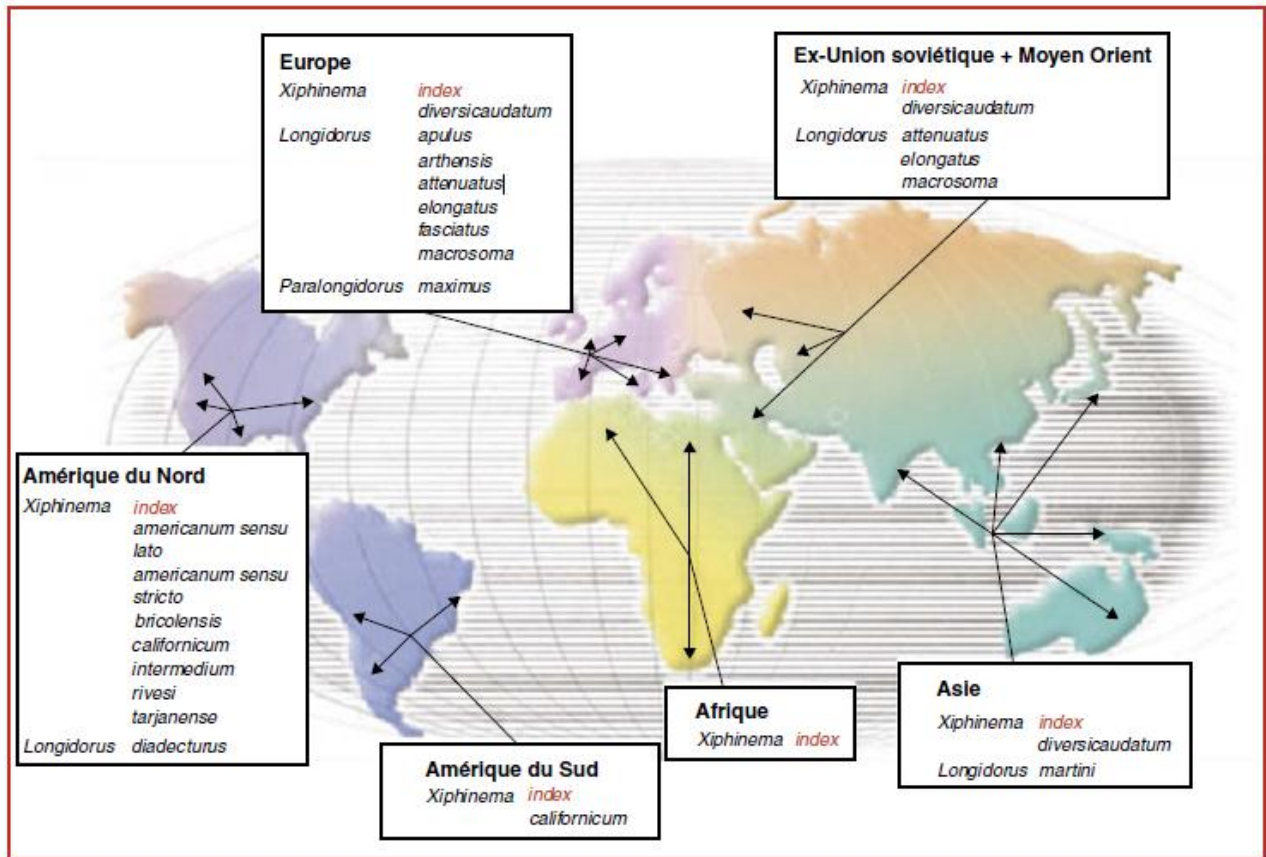 Europe
Xiphinema index
diversicaudatum
Longidorus apulus
arthensis
attenuatus
elongatus
fasciatus
macrosoma
Paralongidorus maximus
Ex-Union soviétique + Moyen Orient
Xiphinema index
diversicaudatum
Longidorus attenuatus
elongatus
macrosoma
Amérique du Nord
Xiphinema index
americanum sensu
lato
americanum sensu
stricto
bricolensis
californicum
intermedium
rivesi
tarjanense
Longidorus diadecturus
Amérique du Sud
Xiphinema index
californicum
Afrique
Xiphinema index
Asie
Xiphinema index
diversicaudatum
Longidorus martini